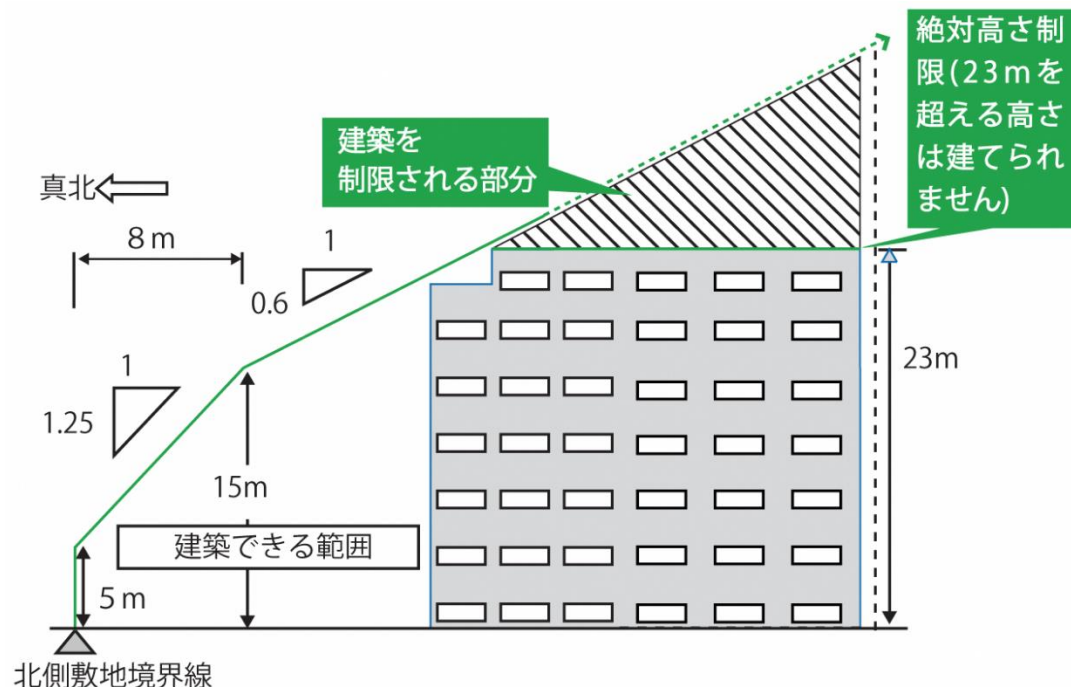 絶対高さ制
限(23mを
超える高さ
は建てられ
ません)
建築を
制限される部分
真北
8m
1
0.6
1
1.25
23m
15m
建築できる範囲
5m
北側敷地境界線